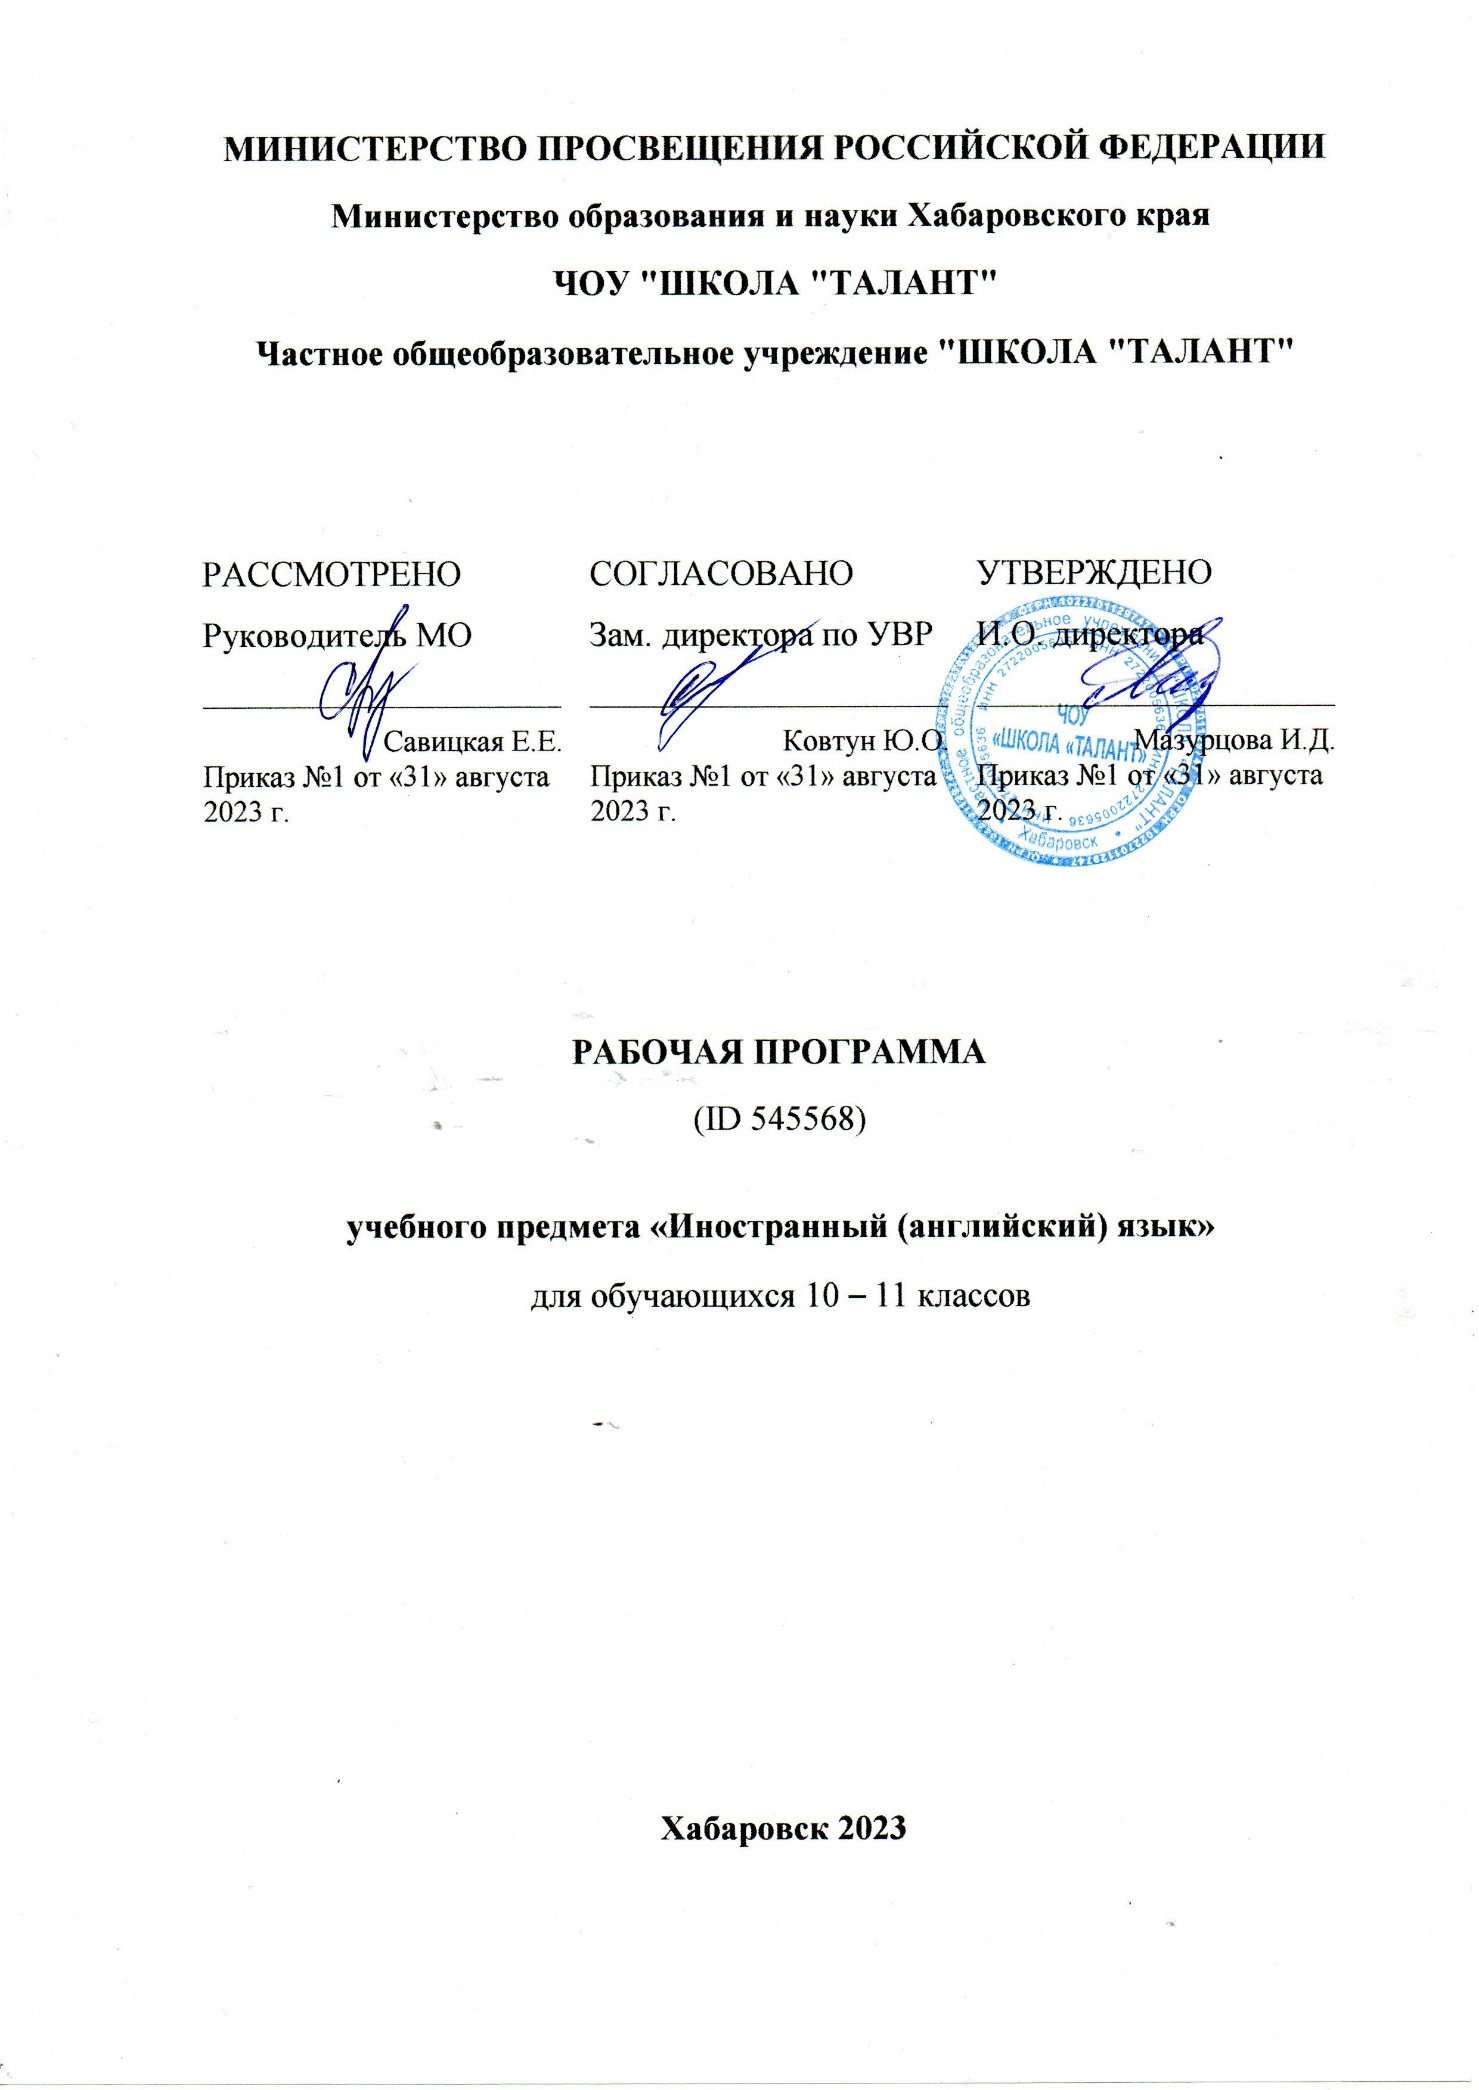 МИНИСТЕРСТВО ПРОСВЕЩЕНИЯ РОССИЙСКОЙ ФЕДЕРАЦИИ
Министерство образования и науки Хабаровского края
ЧОУ "ШКОЛА "ТАЛАНТ"
Частное общеобразовательное учреждение "ШКОЛА "ТАЛАНТ"
РАССМОТРЕНО
Руководитель МО
Савицкая Е.Е.
Приказ №1 от «31» августа
2023 г.
СОГЛАСОВАНО
Зам. директора по УВР
Ковтун Ю.О.
Приказ №1 от «31» августа
2023 г.
УТВЕРЖДЕНО
И.О. директора
Мазурцова И.Д.
Приказ №1 от «31» августа
2023 г.
ЧОУ
«ШКОЛА «ТАЛАНТ»
Хабаровск
РАБОЧАЯ ПРОГРАММА
(ID 545568)
учебного предмета «Иностранный (английский) язык»
для обучающихся 10 – 11 классов
Хабаровск 2023